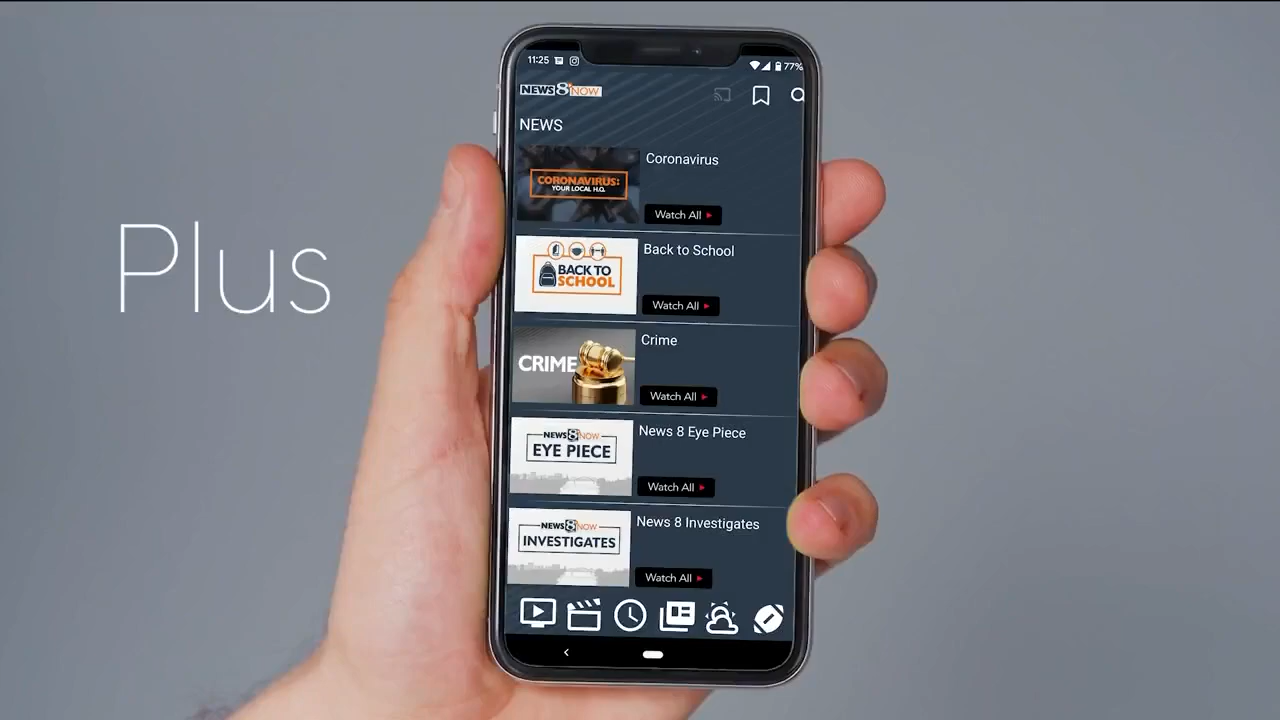 Plus
11:25
77%
NEWS 8 NOW
NEWS
Coronavirus
CORONAVIRUS:
YOUR LOCAL H.Q.
Watch All
Back to School
BACK TO
SCHOOL
Watch All
Crime
CRIME
Watch All
News 8 Eye Piece
NEWS 8 NOW
EYE PIECE
Watch All
News 8 Investigates
NEWS 8 NOW
INVESTIGATES
Watch All